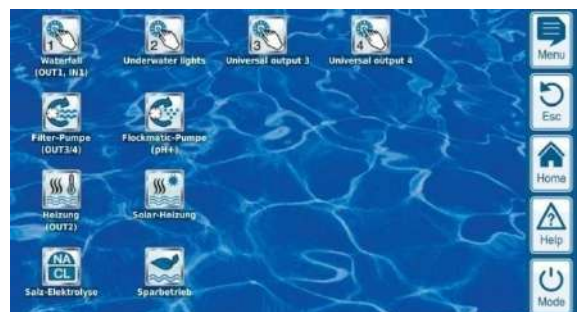 1
2
3
4
Waterfall
(OUT1, IN1)
Underwater lights
Universal output 3
Universal output 4
Filter-Pumpe
(OUT3/4)
Flockmatic-Pumpe
(pH+)
Heizung
(OUT2)
Solar-Heizung
NA
CL
Salz-Elektrolyse
Sparbetrieb
Menu
Esc
Home
?
Help
Mode